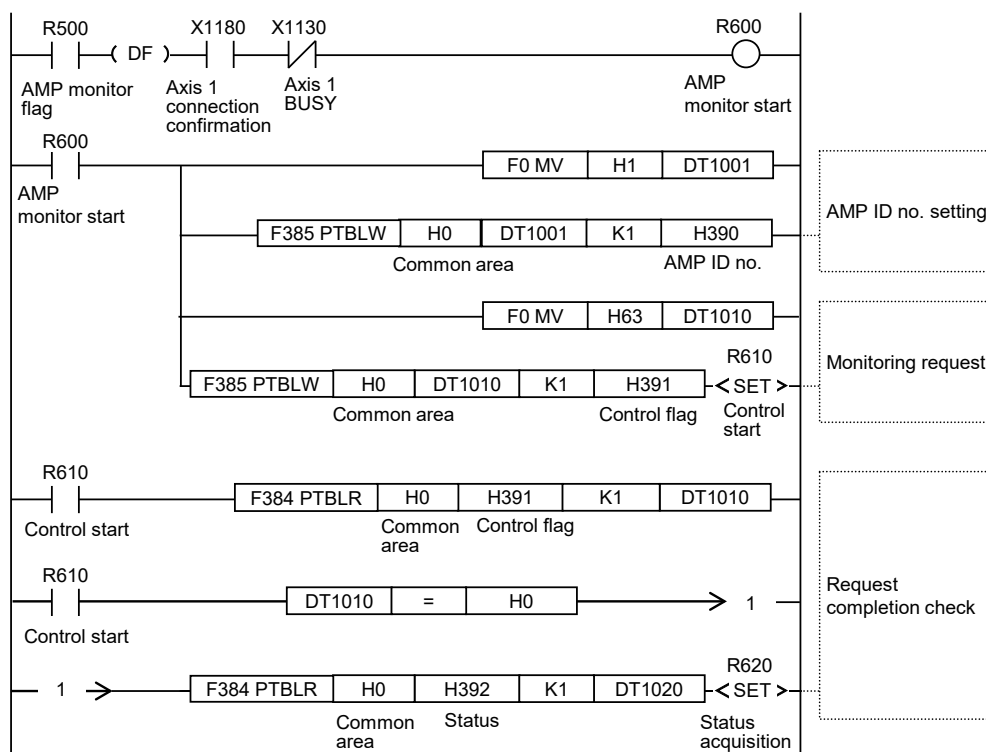 R500 X1180 X1130 R600
DF
AMP monitor
flag
Axis 1
connection
confirmation
Axis 1
BUSY
AMP
monitor start
R600
AMP
monitor start
F0 MV H1 DT1001
F385 PTBLW H0 DT1001 K1 H390
Common area AMP ID no.
AMP ID no. setting
F0 MV H63 DT1010
R610
F385 PTBLW H0 DT1010 K1 H391 SET
Common area Control flag
Control
start
Monitoring request
R610
Control start
F384 PTBLR H0 H391 K1 DT1010
Common
area
Control flag
R610
Control start
DT1010 = H0 1
Request
completion check
R620
1 F384 PTBLR H0 H392 K1 DT1020 SET
Common
area
Status
Status
acquisition